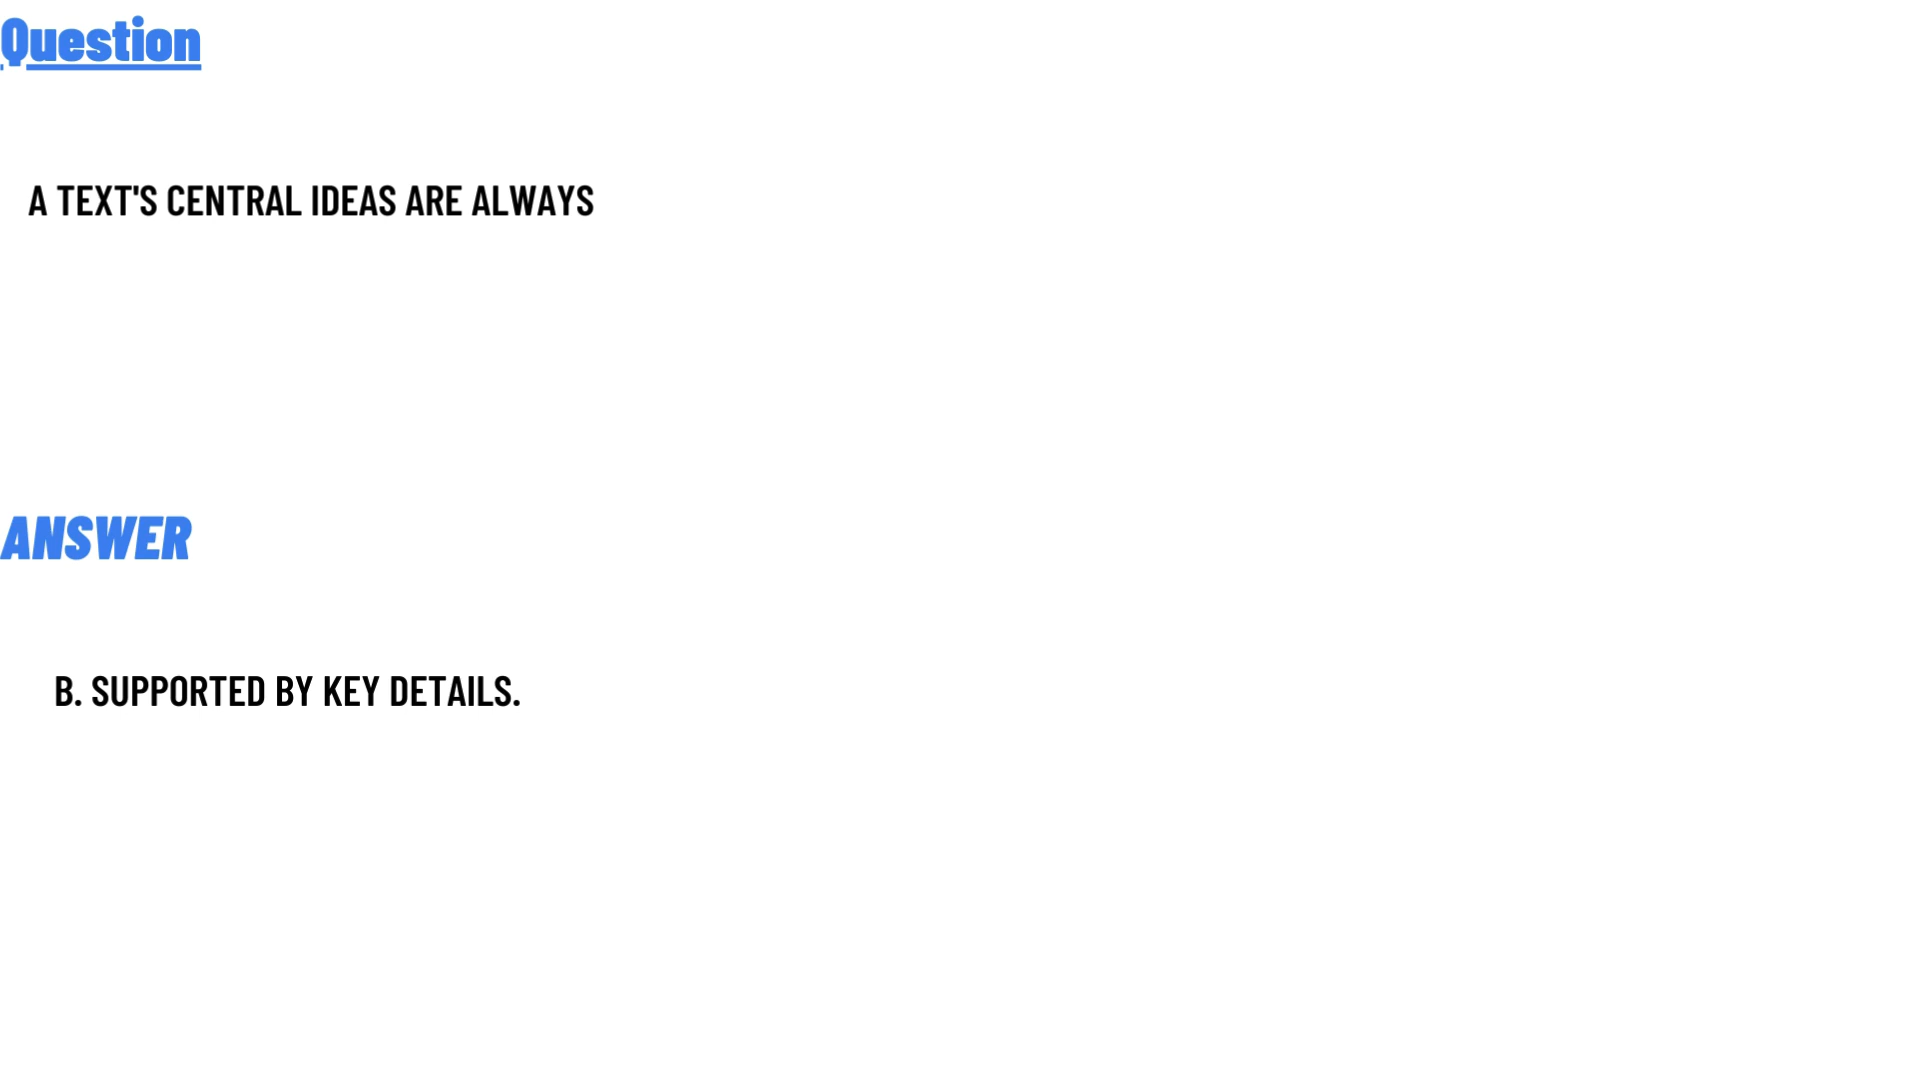 Question
A TEXT'S CENTRAL IDEAS ARE ALWAYS
ANSWER
B. SUPPORTED BY KEY DETAILS.